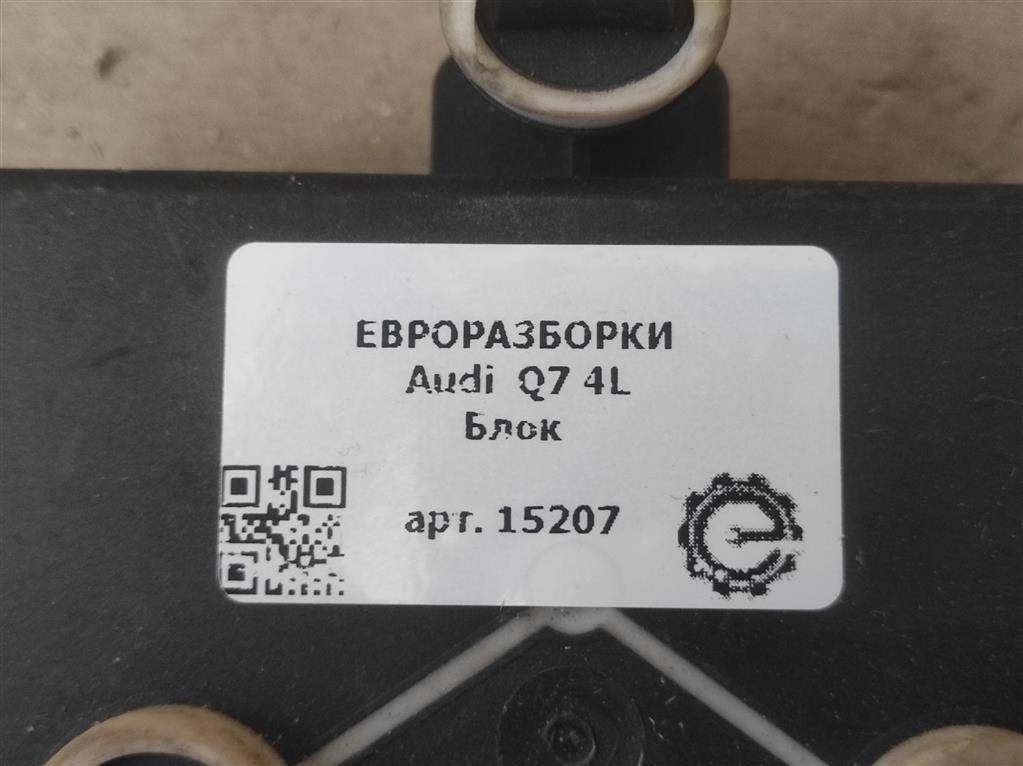 ЕВРОРАЗБОРКИ
Audi Q7 4L
Блок
арт. 15207